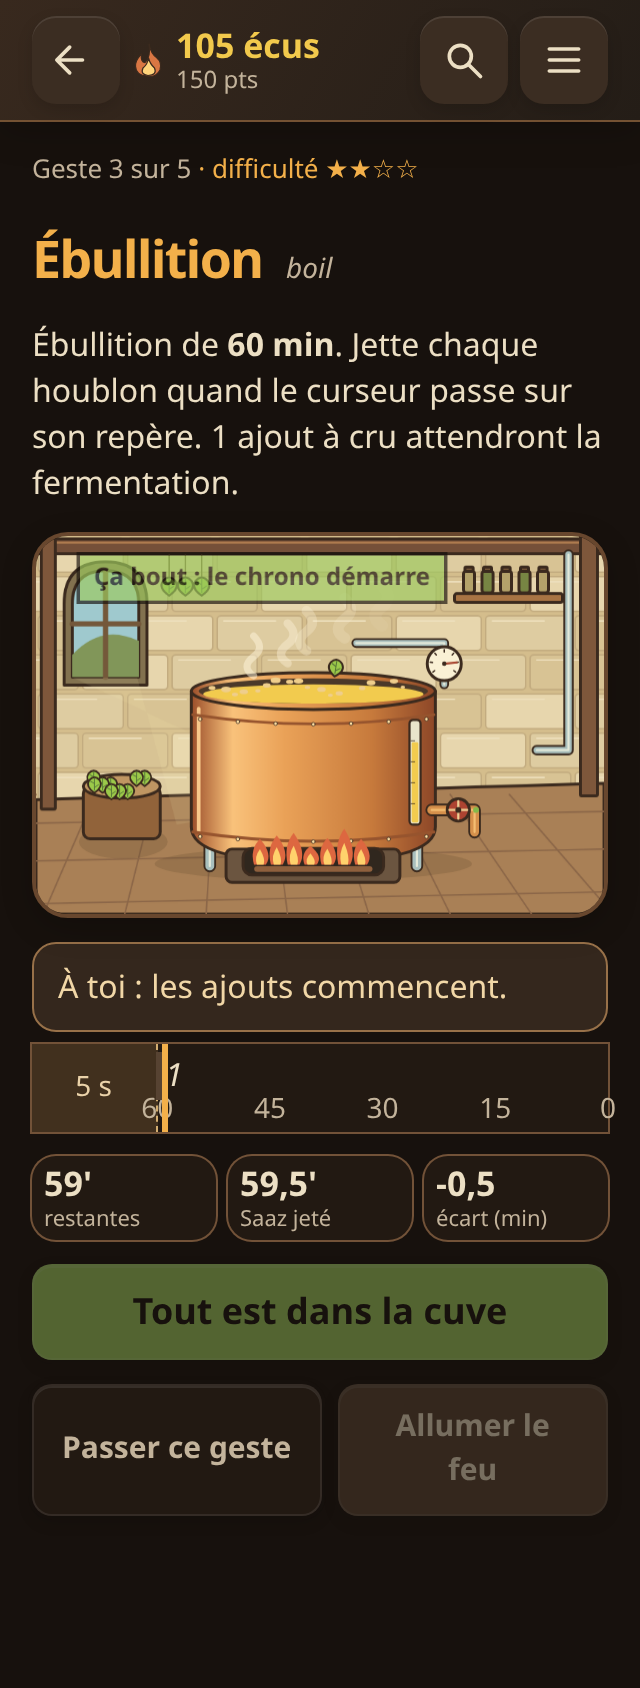 105 écus
150 pts
Geste 3 sur 5 · difficulté ★★☆☆
Ébullition boil
Ébullition de 60 min. Jette chaque
houblon quand le curseur passe sur
son repère. 1 ajout à cru attendront la
fermentation.
Ça bout : le chrono démarre
À toi : les ajouts commencent.
5 s
1
60 45 30 15 0
59' 59,5' -0,5
restantes Saaz jeté écart (min)
Tout est dans la cuve
Passer ce geste
Allumer le
feu